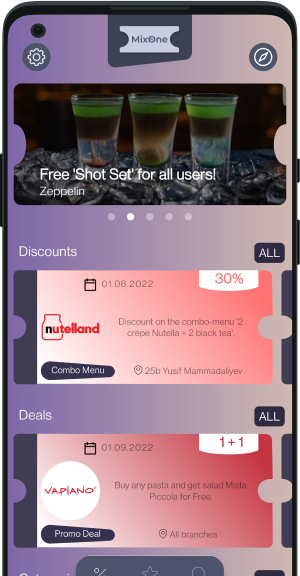 MixOne
Free 'Shot Set' for all users!
Zeppelin
Discounts
ALL
01.08.2022
30%
nutelland
Discount on the combo-menu '2
crepe Nutella + 2 black tea'.
Combo Menu
25b Yusif Mammadaliyev
Deals
ALL
01.09.2022
1+1
VAPIANO®
Buy any pasta and get salad Mista
Piccola for Free.
Promo Deal
All branches